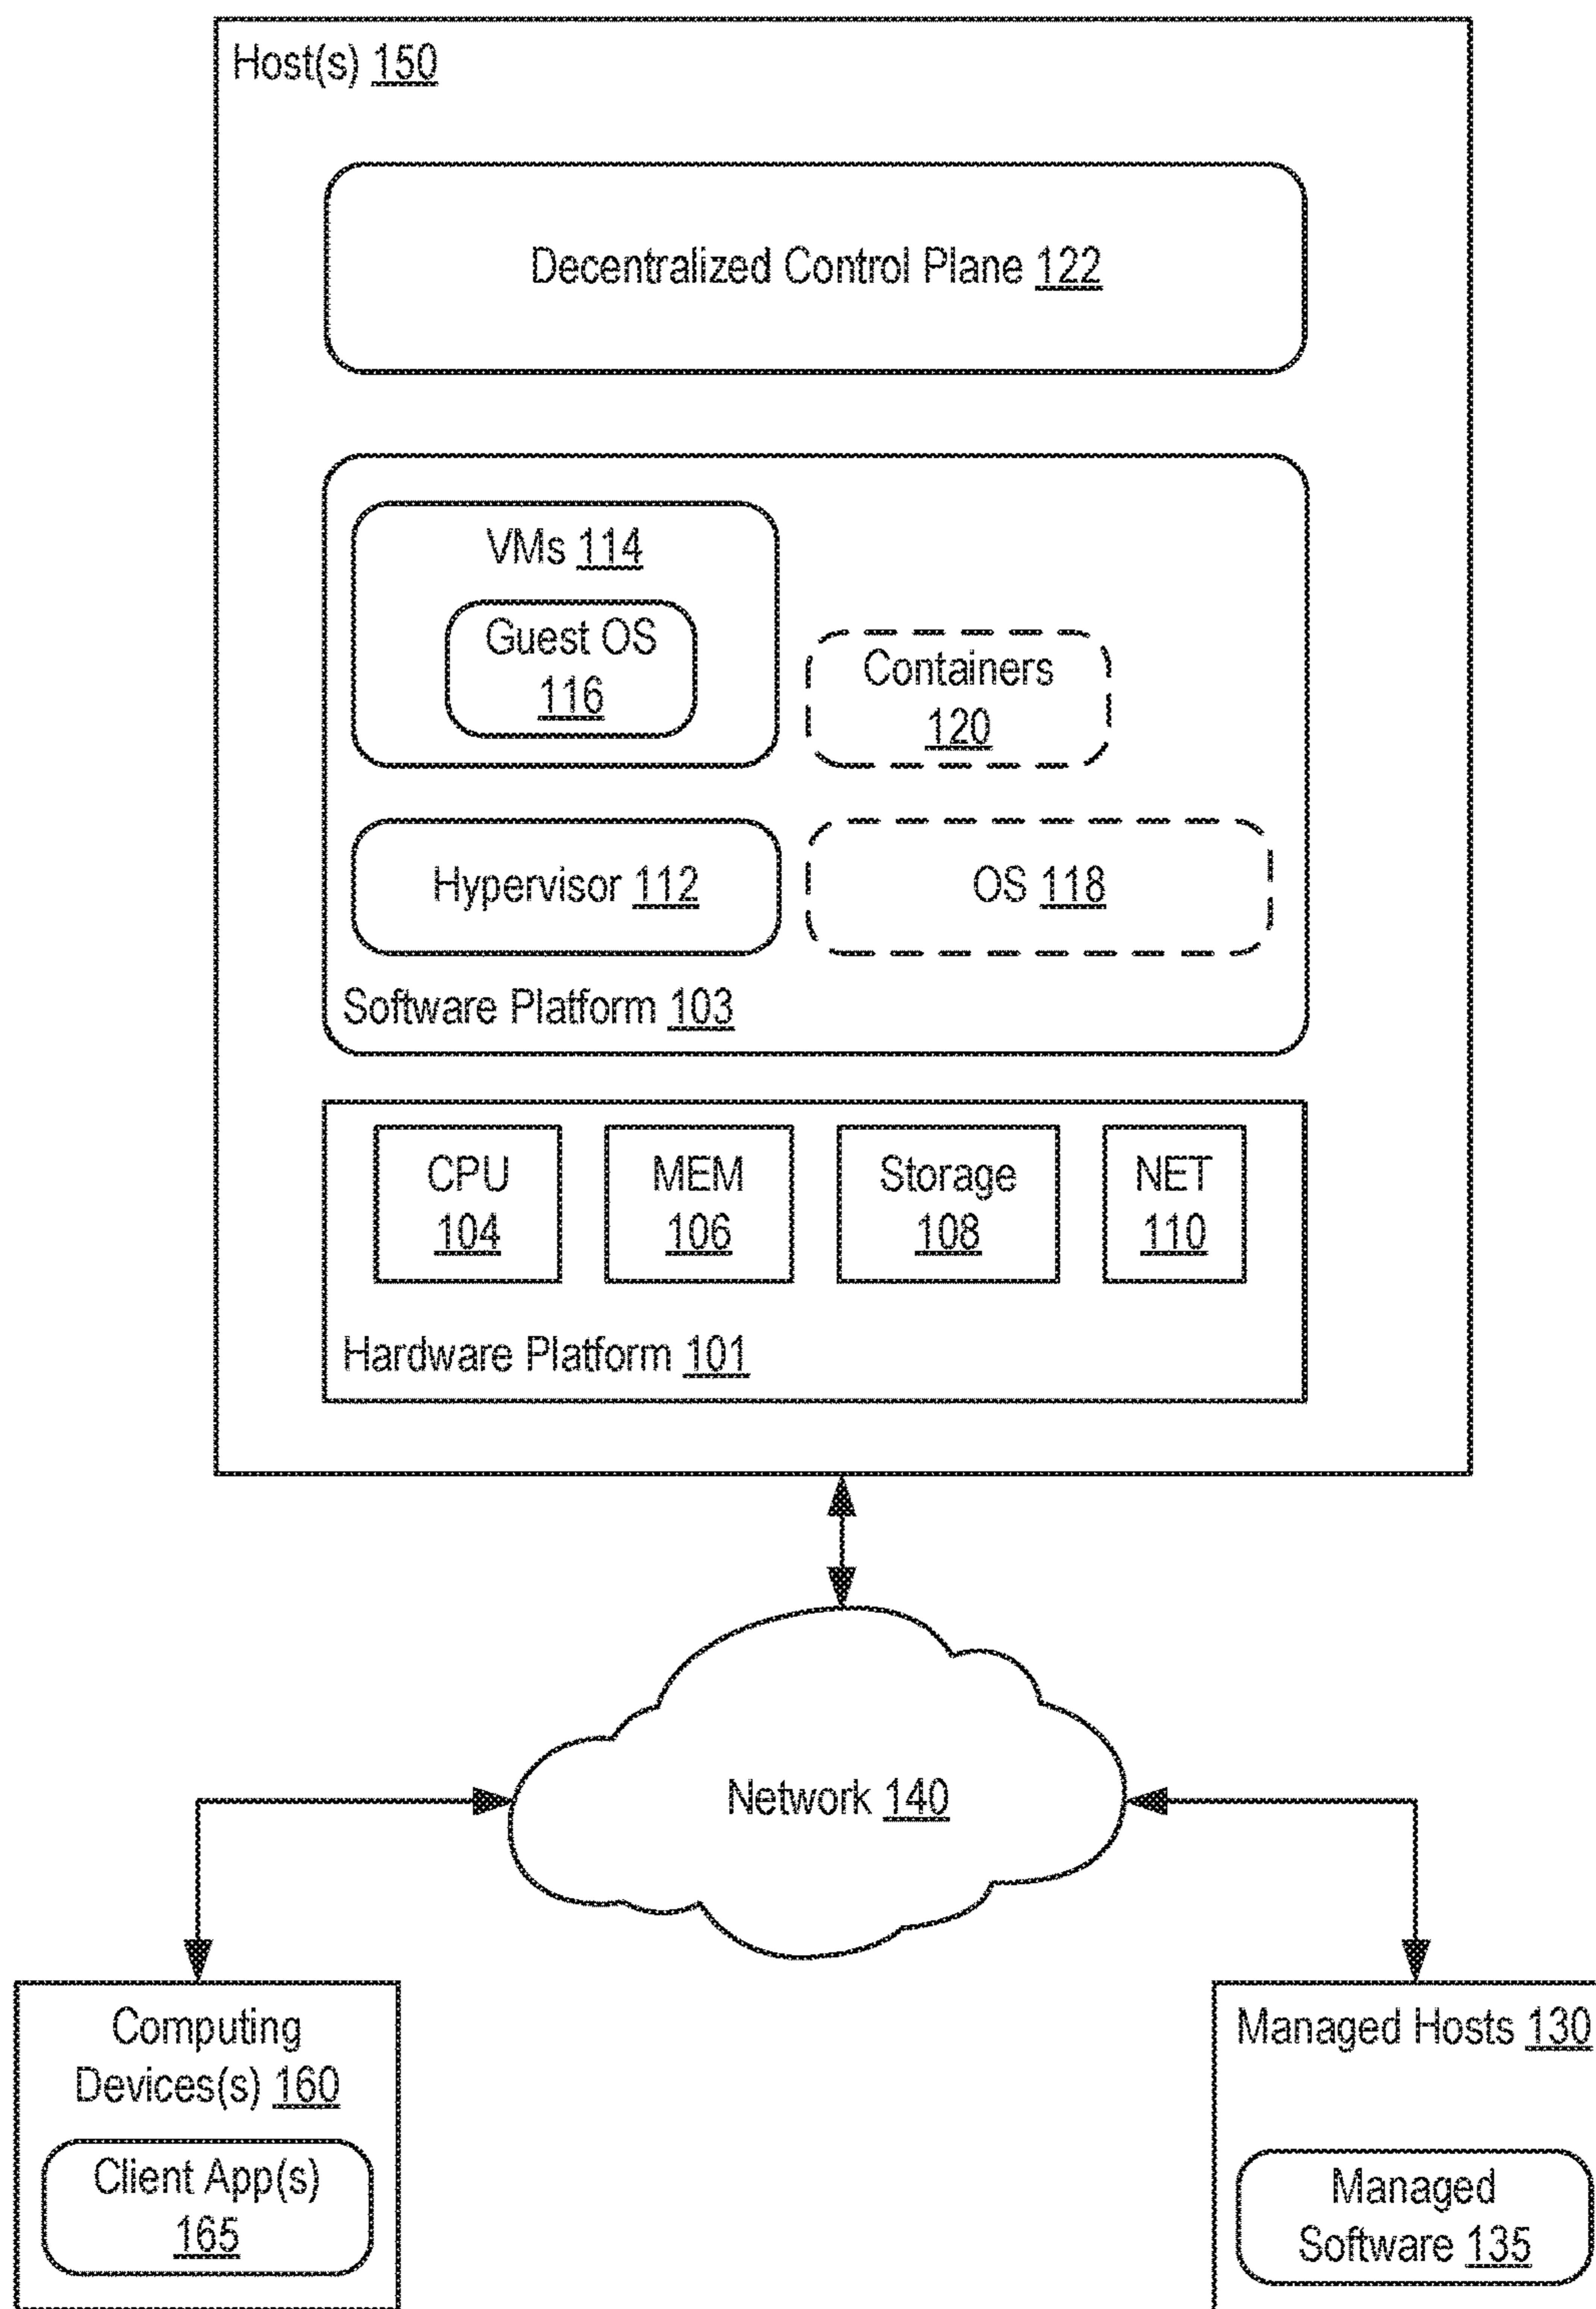 Host(s) 150
Decentralized Control Plane 122
VMs 114
Guest OS
116
Containers
120
Hypervisor 112
OS 118
Software Platform 103
CPU
104
MEM
106
Storage
108
NET
110
Hardware Platform 101
Network 140
Computing
Devices(s) 160
Client App(s)
165
Managed Hosts 130
Managed
Software 135